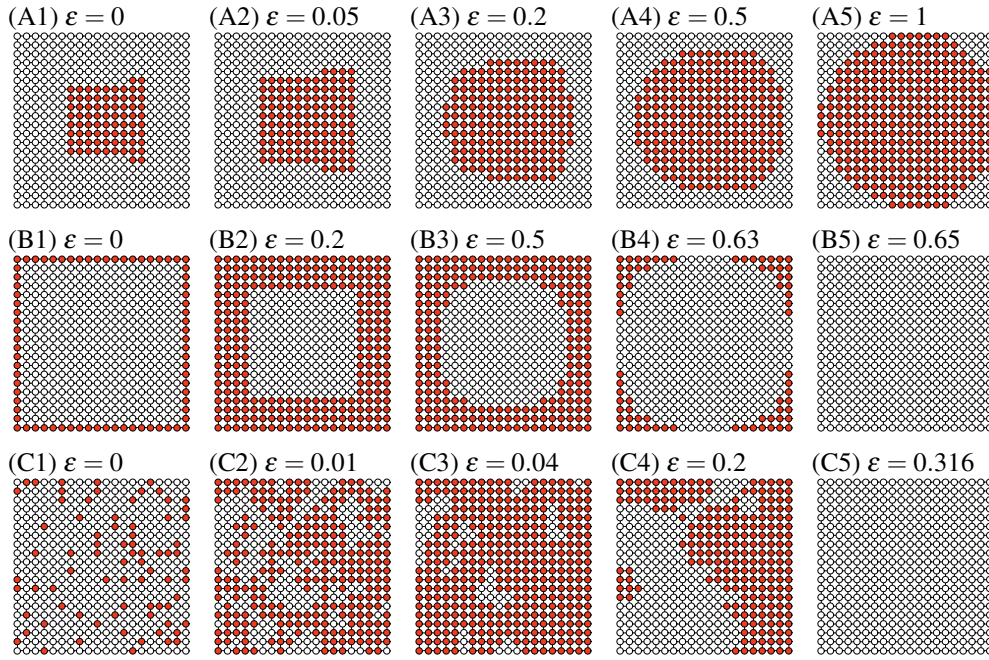 (A1) ε = 0 (A2) ε = 0.05 (A3) ε = 0.2 (A4) ε = 0.5 (A5) ε = 1
(B1) ε = 0 (B2) ε = 0.2 (B3) ε = 0.5 (B4) ε = 0.63 (B5) ε = 0.65
(C1) ε = 0 (C2) ε = 0.01 (C3) ε = 0.04 (C4) ε = 0.2 (C5) ε = 0.316